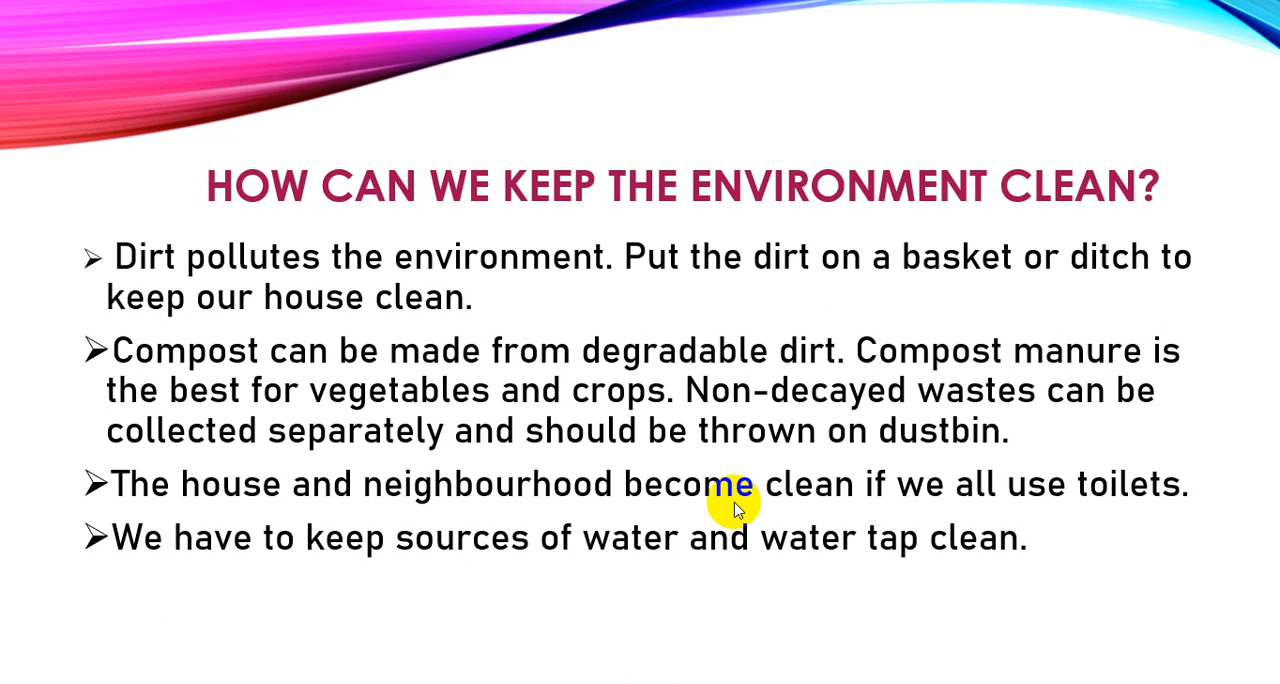 HOW CAN WE KEEP THE ENVIRONMENT CLEAN?
➢ Dirt pollutes the environment. Put the dirt on a basket or ditch to
keep our house clean.
➢Compost can be made from degradable dirt. Compost manure is
the best for vegetables and crops. Non-decayed wastes can be
collected separately and should be thrown on dustbin.
➢The house and neighbourhood become clean if we all use toilets.
➢We have to keep sources of water and water tap clean.